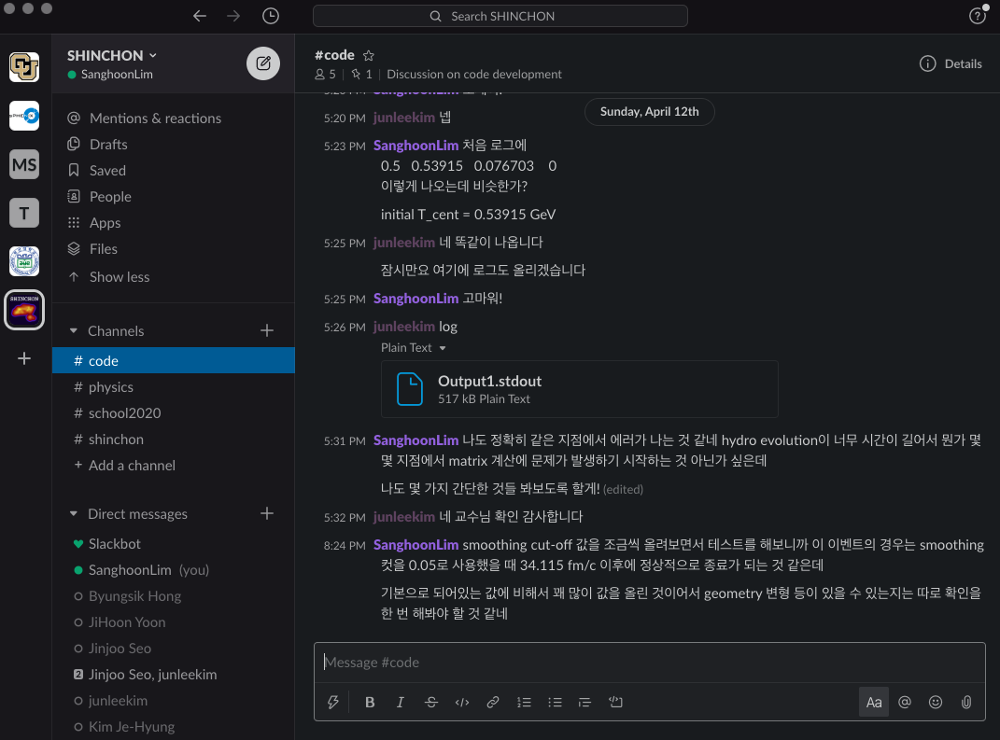 Search SHINCHON
SHINCHON
SanghoonLim
Mentions & reactions
Drafts
Saved
People
Apps
Files
Show less
Channels
# code
# physics
# school2020
# shinchon
+ Add a channel
Direct messages
Slackbot
SanghoonLim (you)
Byungsik Hong
JiHoon Yoon
Jinjoo Seo
2 Jinjoo Seo, junleekim
junleekim
Kim Je-Hyung
MS
T
SHINCHON
#code
5 | 1 | Discussion on code development
Details
Sunday, April 12th
SanghoonLim
5:20 PM junleekim 넵
5:23 PM SanghoonLim 처음 로그에
0.5 0.53915 0.076703 0
이렇게 나오는데 비슷한가?
initial T_cent = 0.53915 GeV
5:25 PM junleekim 네 똑같이 나옵니다
잠시만요 여기에 로그도 올리겠습니다
5:25 PM SanghoonLim 고마워!
5:26 PM junleekim log
Plain Text
Output1.stdout
517 kB Plain Text
5:31 PM SanghoonLim 나도 정확히 같은 지점에서 에러가 나는 것 같네 hydro evolution이 너무 시간이 길어서 뭔가 몇
몇 지점에서 matrix 계산에 문제가 발생하기 시작하는 것 아닌가 싶은데
나도 몇 가지 간단한 것들 봐보도록 할게! (edited)
5:32 PM junleekim 네 교수님 확인 감사합니다
8:24 PM SanghoonLim smoothing cut-off 값을 조금씩 올려보면서 테스트를 해보니까 이 이벤트의 경우는 smoothing
컷을 0.05로 사용했을 때 34.115 fm/c 이후에 정상적으로 종료가 되는 것 같은데
기본으로 되어있는 값에 비해서 꽤 많이 값을 올린 것이어서 geometry 변형 등이 있을 수 있는지는 따로 확인을
한 번 해봐야 할 것 같네
Message #code
B I S Aa @